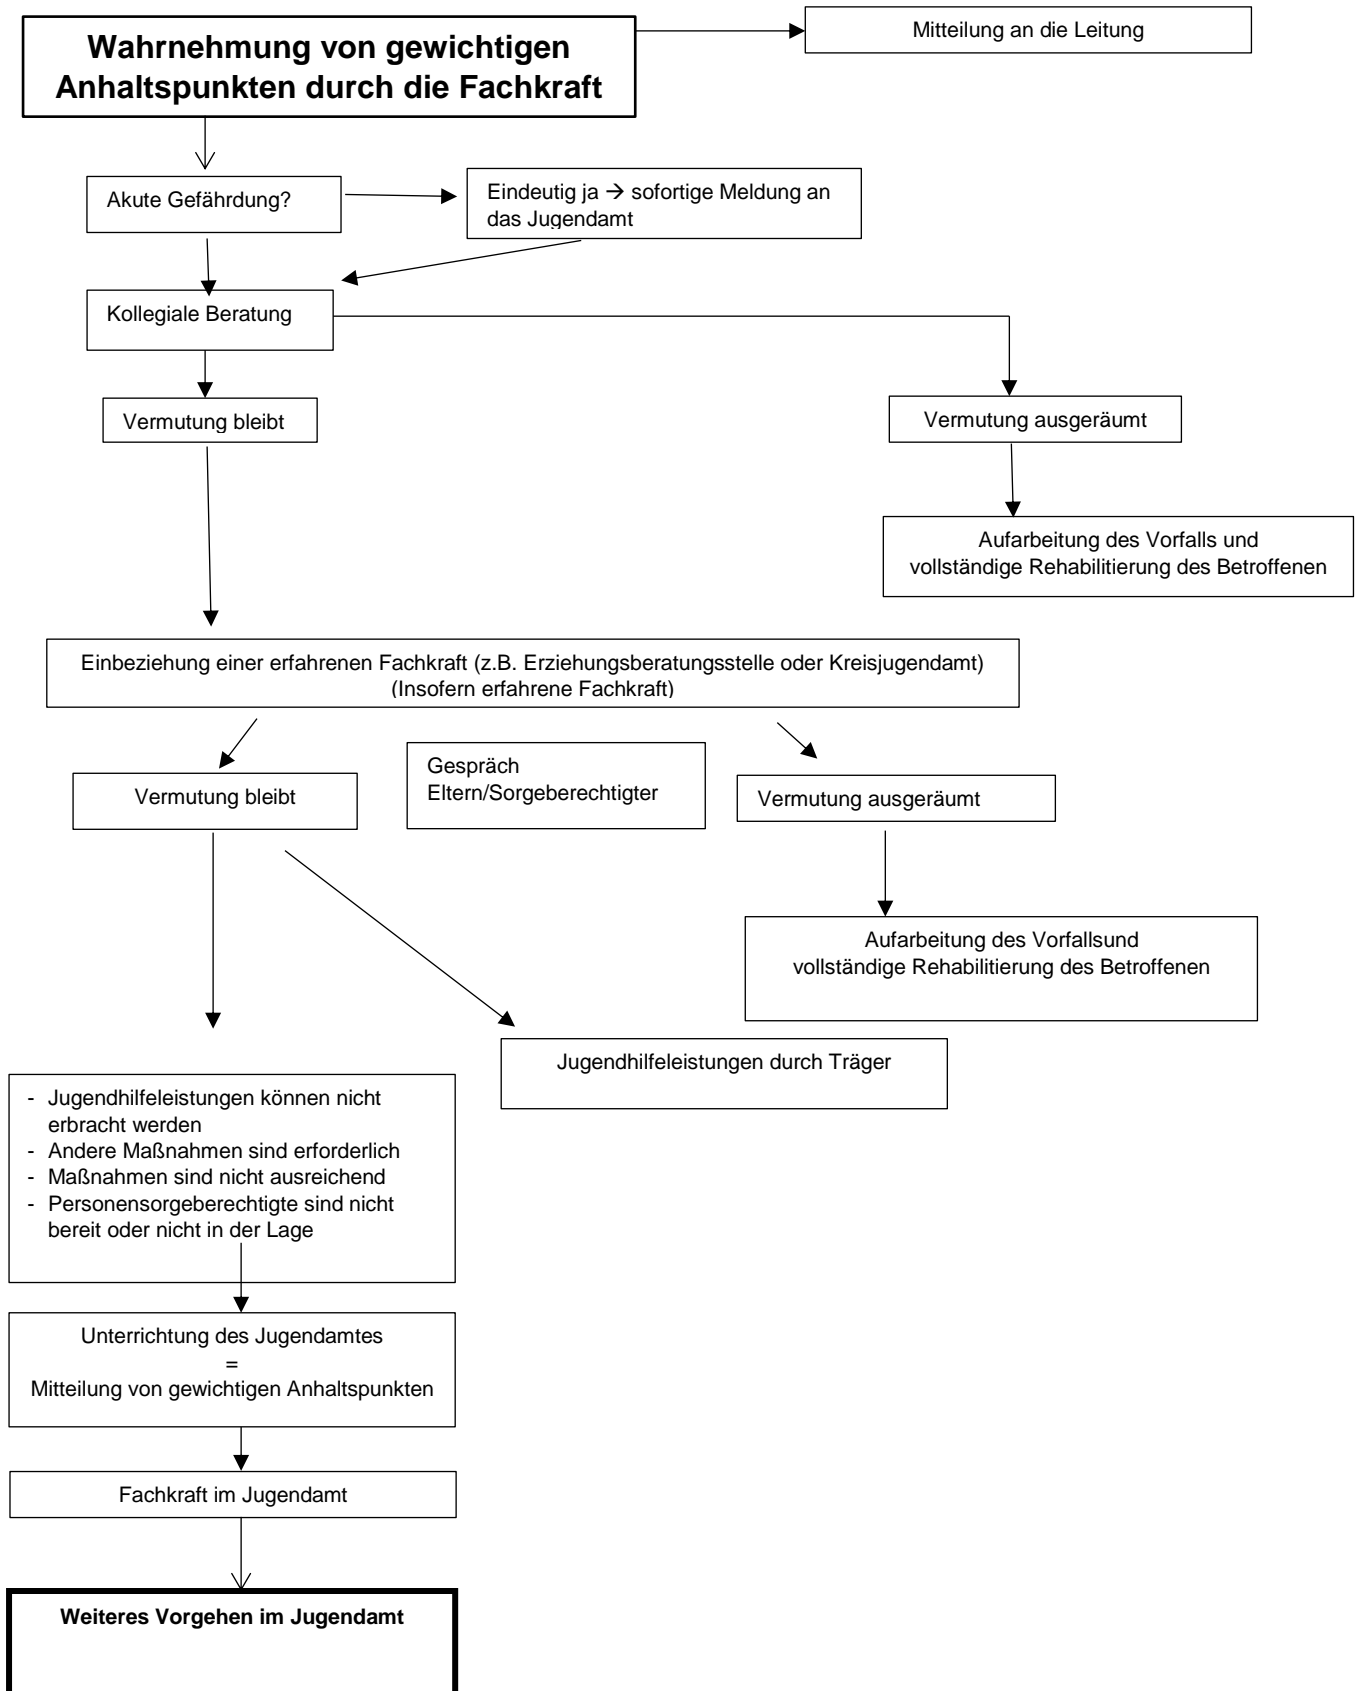 Wahrnehmung von gewichtigen
Anhaltspunkten durch die Fachkraft
Mitteilung an die Leitung
Akute Gefährdung?
Eindeutig ja → sofortige Meldung an
das Jugendamt
Kollegiale Beratung
Vermutung bleibt
Vermutung ausgeräumt
Aufarbeitung des Vorfalls und
vollständige Rehabilitierung des Betroffenen
Einbeziehung einer erfahrenen Fachkraft (z.B. Erziehungsberatungsstelle oder Kreisjugendamt)
(Insofern erfahrene Fachkraft)
Vermutung bleibt
Gespräch
Eltern/Sorgeberechtigter
Vermutung ausgeräumt
Aufarbeitung des Vorfallsund
vollständige Rehabilitierung des Betroffenen
Jugendhilfeleistungen durch Träger
- Jugendhilfeleistungen können nicht
erbracht werden
- Andere Maßnahmen sind erforderlich
- Maßnahmen sind nicht ausreichend
- Personensorgeberechtigte sind nicht
bereit oder nicht in der Lage
Unterrichtung des Jugendamtes
=
Mitteilung von gewichtigen Anhaltspunkten
Fachkraft im Jugendamt
Weiteres Vorgehen im Jugendamt